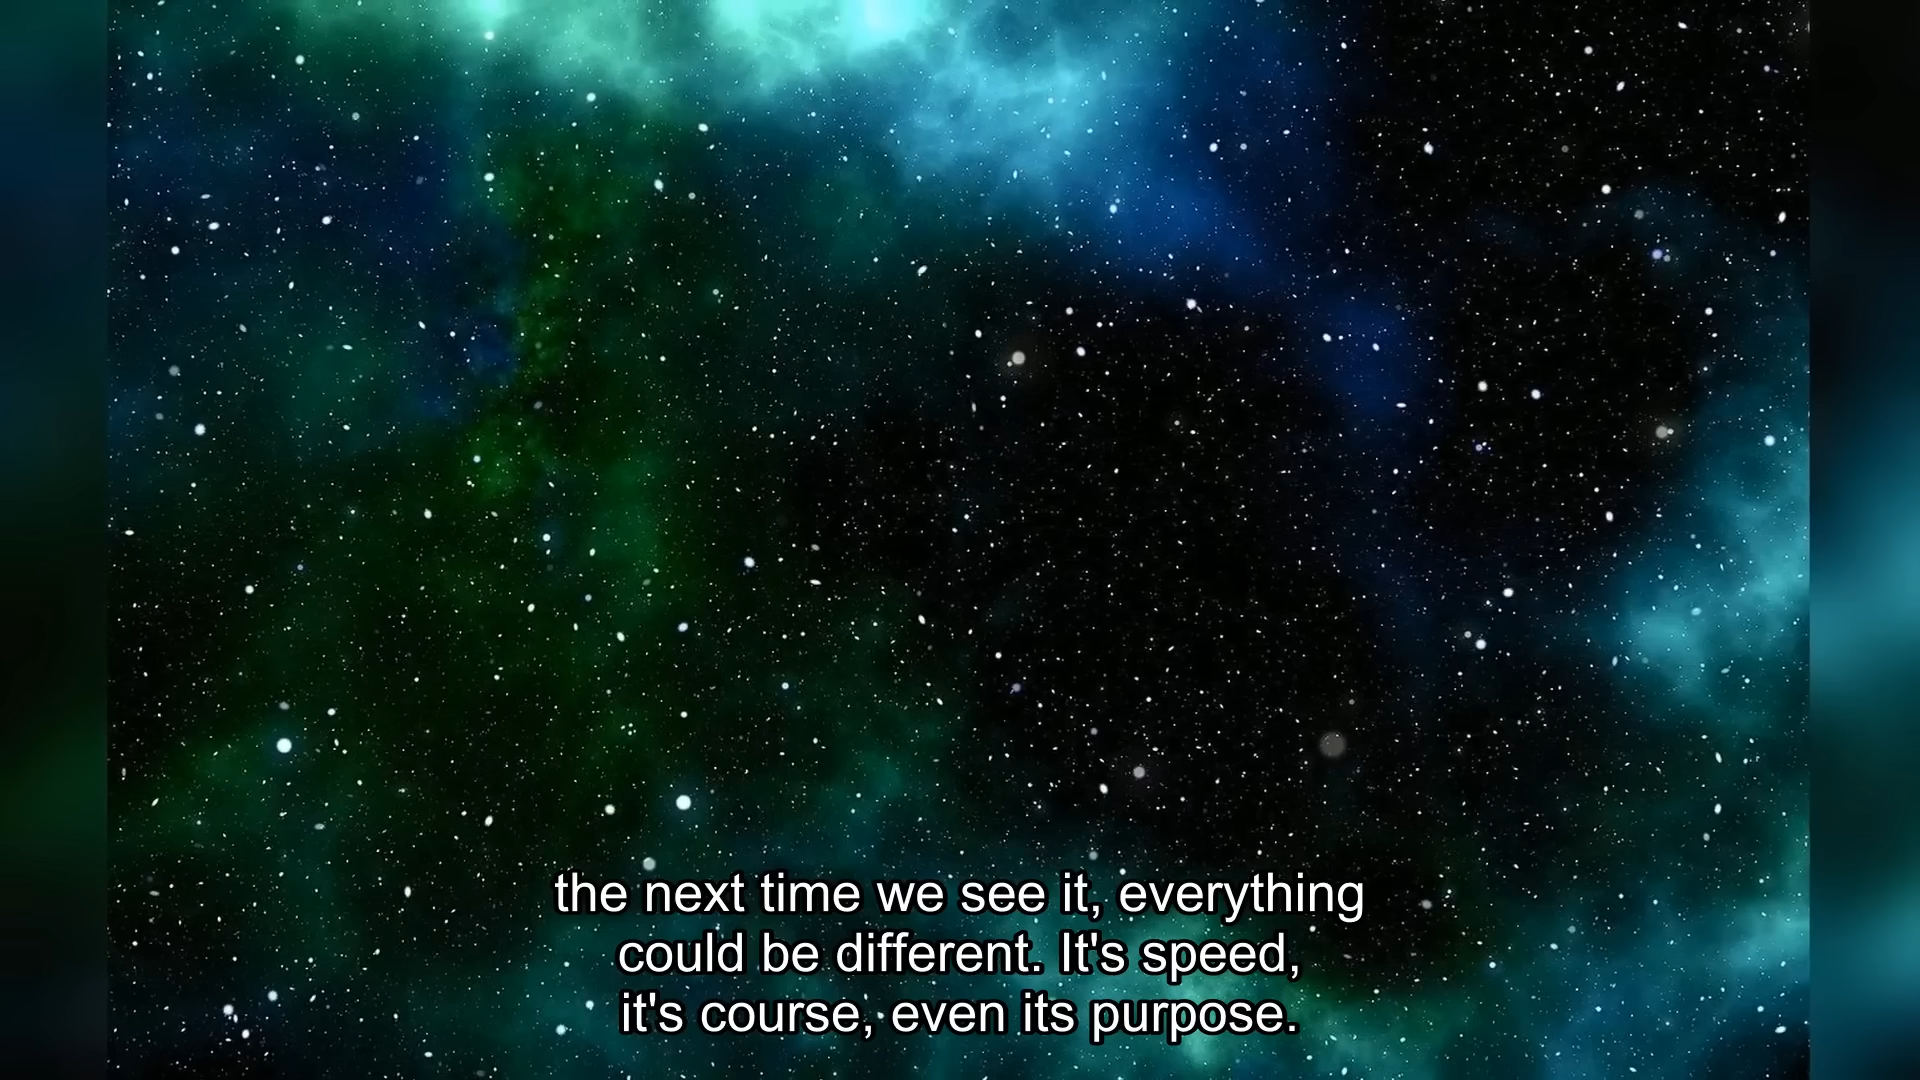 the next time we see it, everything
could be different. It's speed,
it's course, even its purpose.